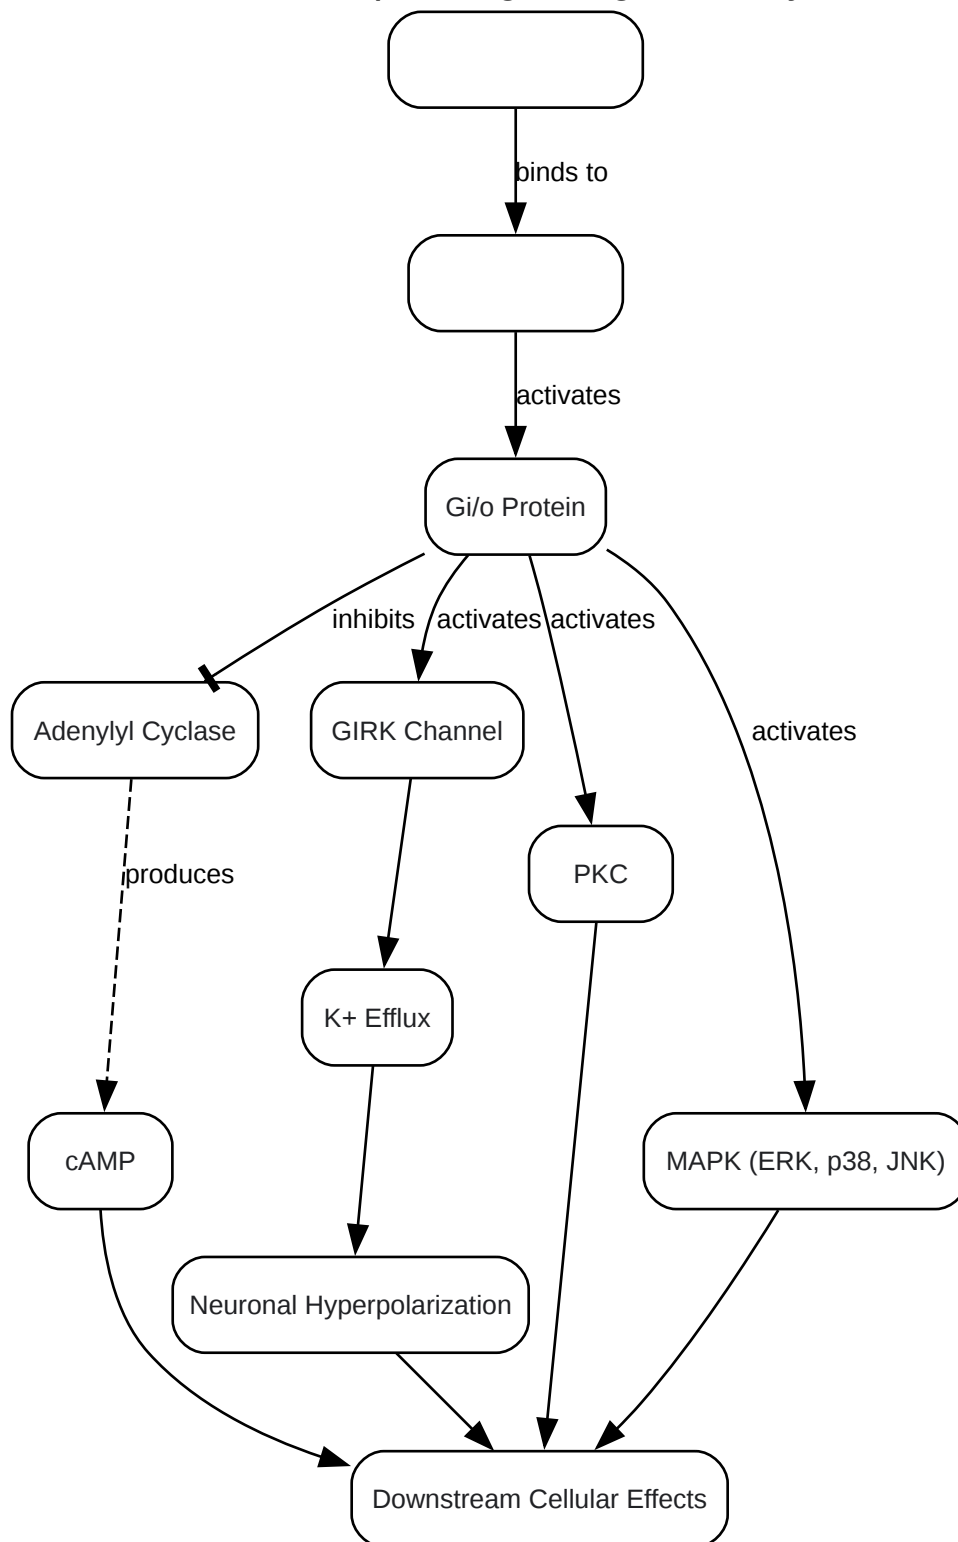 binds to
activates
Gi/o Protein
inhibits
activates
activates
Adenylyl Cyclase
GIRK Channel
activates
produces
PKC
K+ Efflux
cAMP
MAPK (ERK, p38, JNK)
Neuronal Hyperpolarization
Downstream Cellular Effects